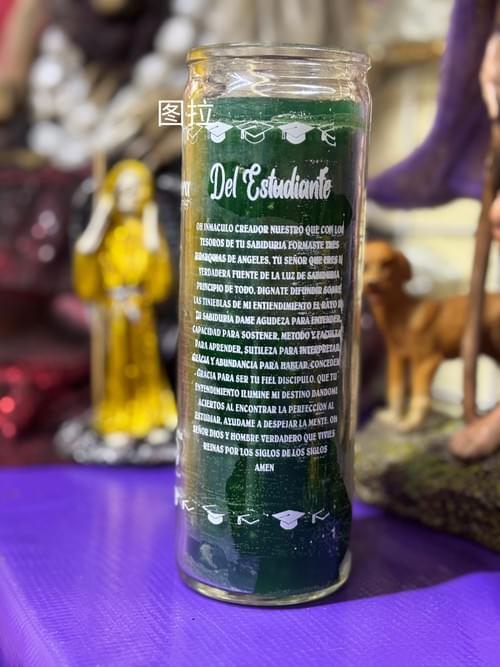 图拉
Del Estudiante
OH INMACULO CREADOR NUESTRO QUE CON LOS
TESOROS DE TU SABIDURIA FORMASTE TRES
JERARQUIAS DE ANGELES, TÚ SEÑOR QUE ERES LA
VERDADERA FUENTE DE LA LUZ DE SABIDURIA
PRINCIPIO DE TODO, DIGNATE DIFUNDIR SOBRE
LAS TINIEBLAS DE MI ENTIENDIMIENTO EL RAYO DE
TU SABIDURIA DAME AGUDEZA PARA ENTENDER,
CAPACIDAD PARA SOSTENER, METODO Y FACULTAD
PARA APRENDER, SUTILEZA PARA INTERPRETAR,
GRACIA Y ABUNDANCIA PARA HABLAR, CONCEDEME
GRACIA PARA SER TU FIEL DISCIPULO, QUE TU
ENTENDIMIENTO ILUMINE MI DESTINO DANDOME
ACIERTOS AL ENCONTRAR LA PERFECCION AL
ESTUDIAR, AYUDAME A DESPEJAR LA MENTE. OH
SEÑOR DIOS Y HOMBRE VERDADERO QUE VIVES
REINAS POR LOS SIGLOS DE LOS SIGLOS
AMEN